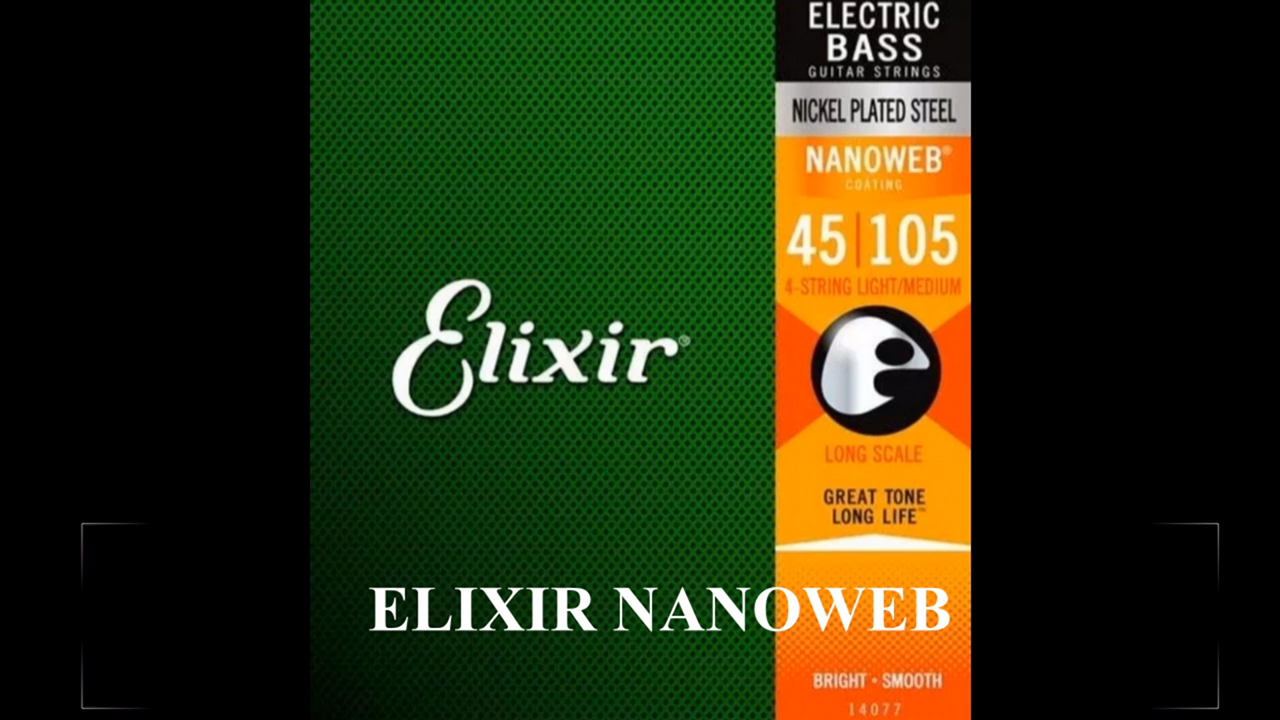 ELECTRIC
BASS
GUITAR STRINGS
NICKEL PLATED STEEL
NANOWEB®
COATING
45|105
4-STRING LIGHT/MEDIUM
Elixir®
LONG SCALE
GREAT TONE
LONG LIFE™
ELIXIR NANOWEB
BRIGHT • SMOOTH
14077